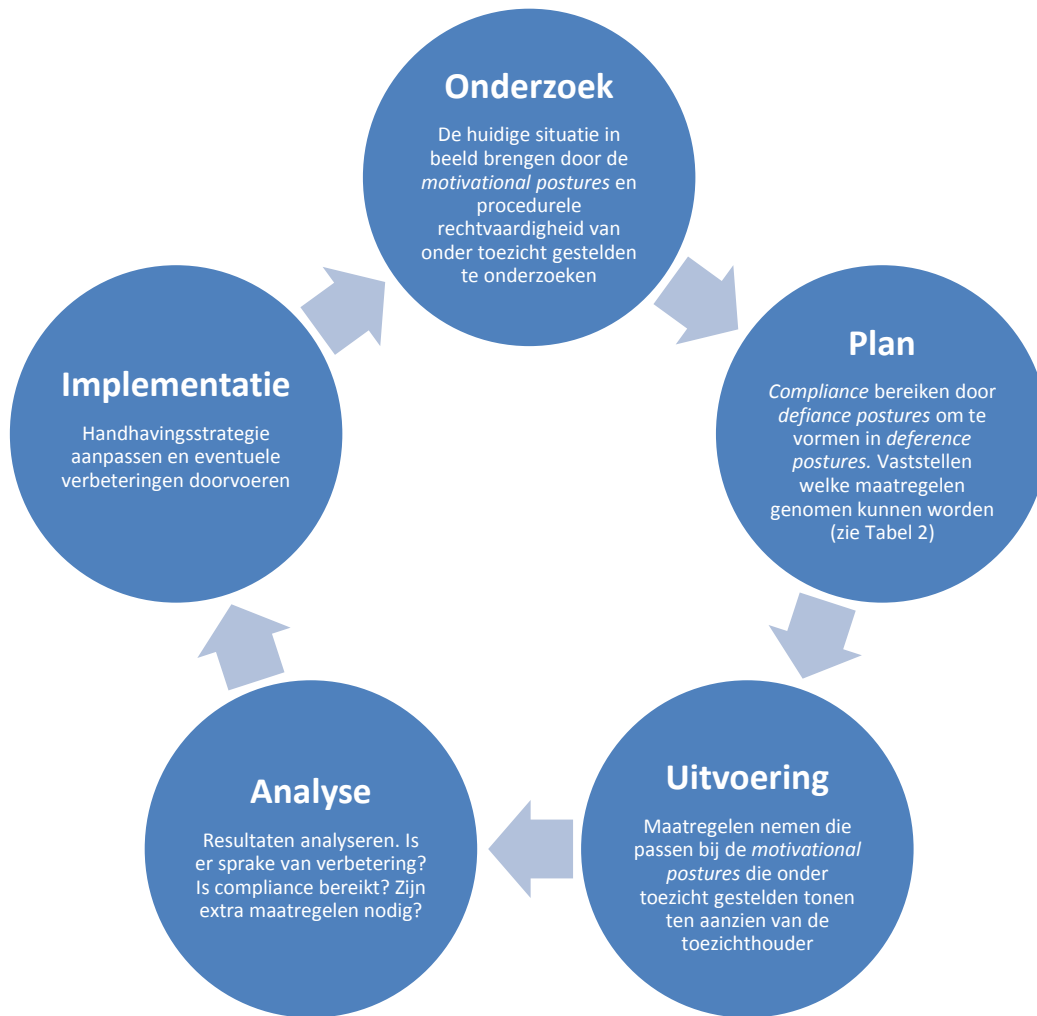 Onderzoek
De huidige situatie in
beeld brengen door de
motivational postures en
procedurele
rechtvaardigheid van
onder toezicht gestelden
te onderzoeken
Plan
Compliance bereiken door
defiance postures om te
vormen in deference
postures. Vaststellen
welke maatregelen
genomen kunnen worden
(zie Tabel 2)
Uitvoering
Maatregelen nemen die
passen bij de motivational
postures die onder
toezicht gestelden tonen
ten aanzien van de
toezichthouder
Analyse
Resultaten analyseren. Is
er sprake van verbetering?
Is compliance bereikt? Zijn
extra maatregelen nodig?
Implementatie
Handhavingsstrategie
aanpassen en eventuele
verbeteringen doorvoeren